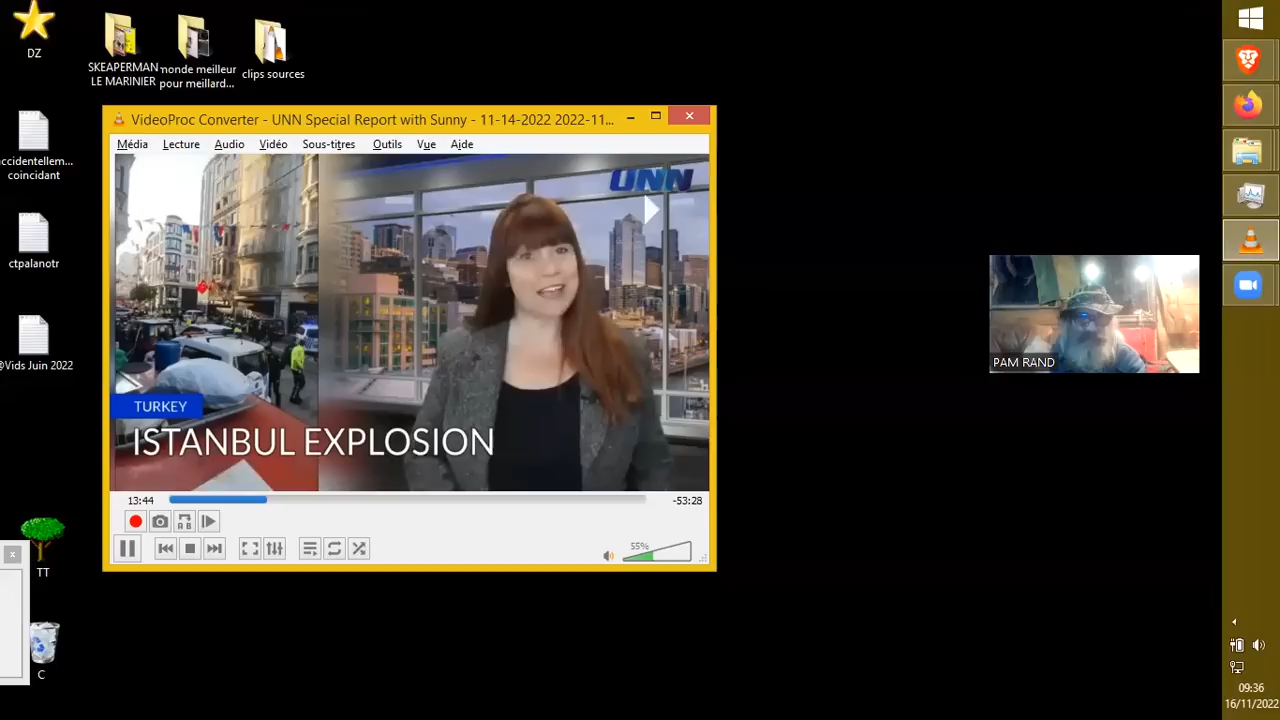 DZ
SKEAPERMAN
LE MARINIER
monde meilleur
pour meillard...
clips sources
ccidentellem...
coincidant
ctpalanotr
@Vids Juin 2022
TT
x
C
VideoProc Converter - UNN Special Report with Sunny - 11-14-2022 2022-11...
Média Lecture Audio Vidéo Sous-titres Outils Vue Aide
UNN
TURKEY
ISTANBUL EXPLOSION
13:44
-53:28
A B
55%
PAM RAND
09:36
16/11/2022